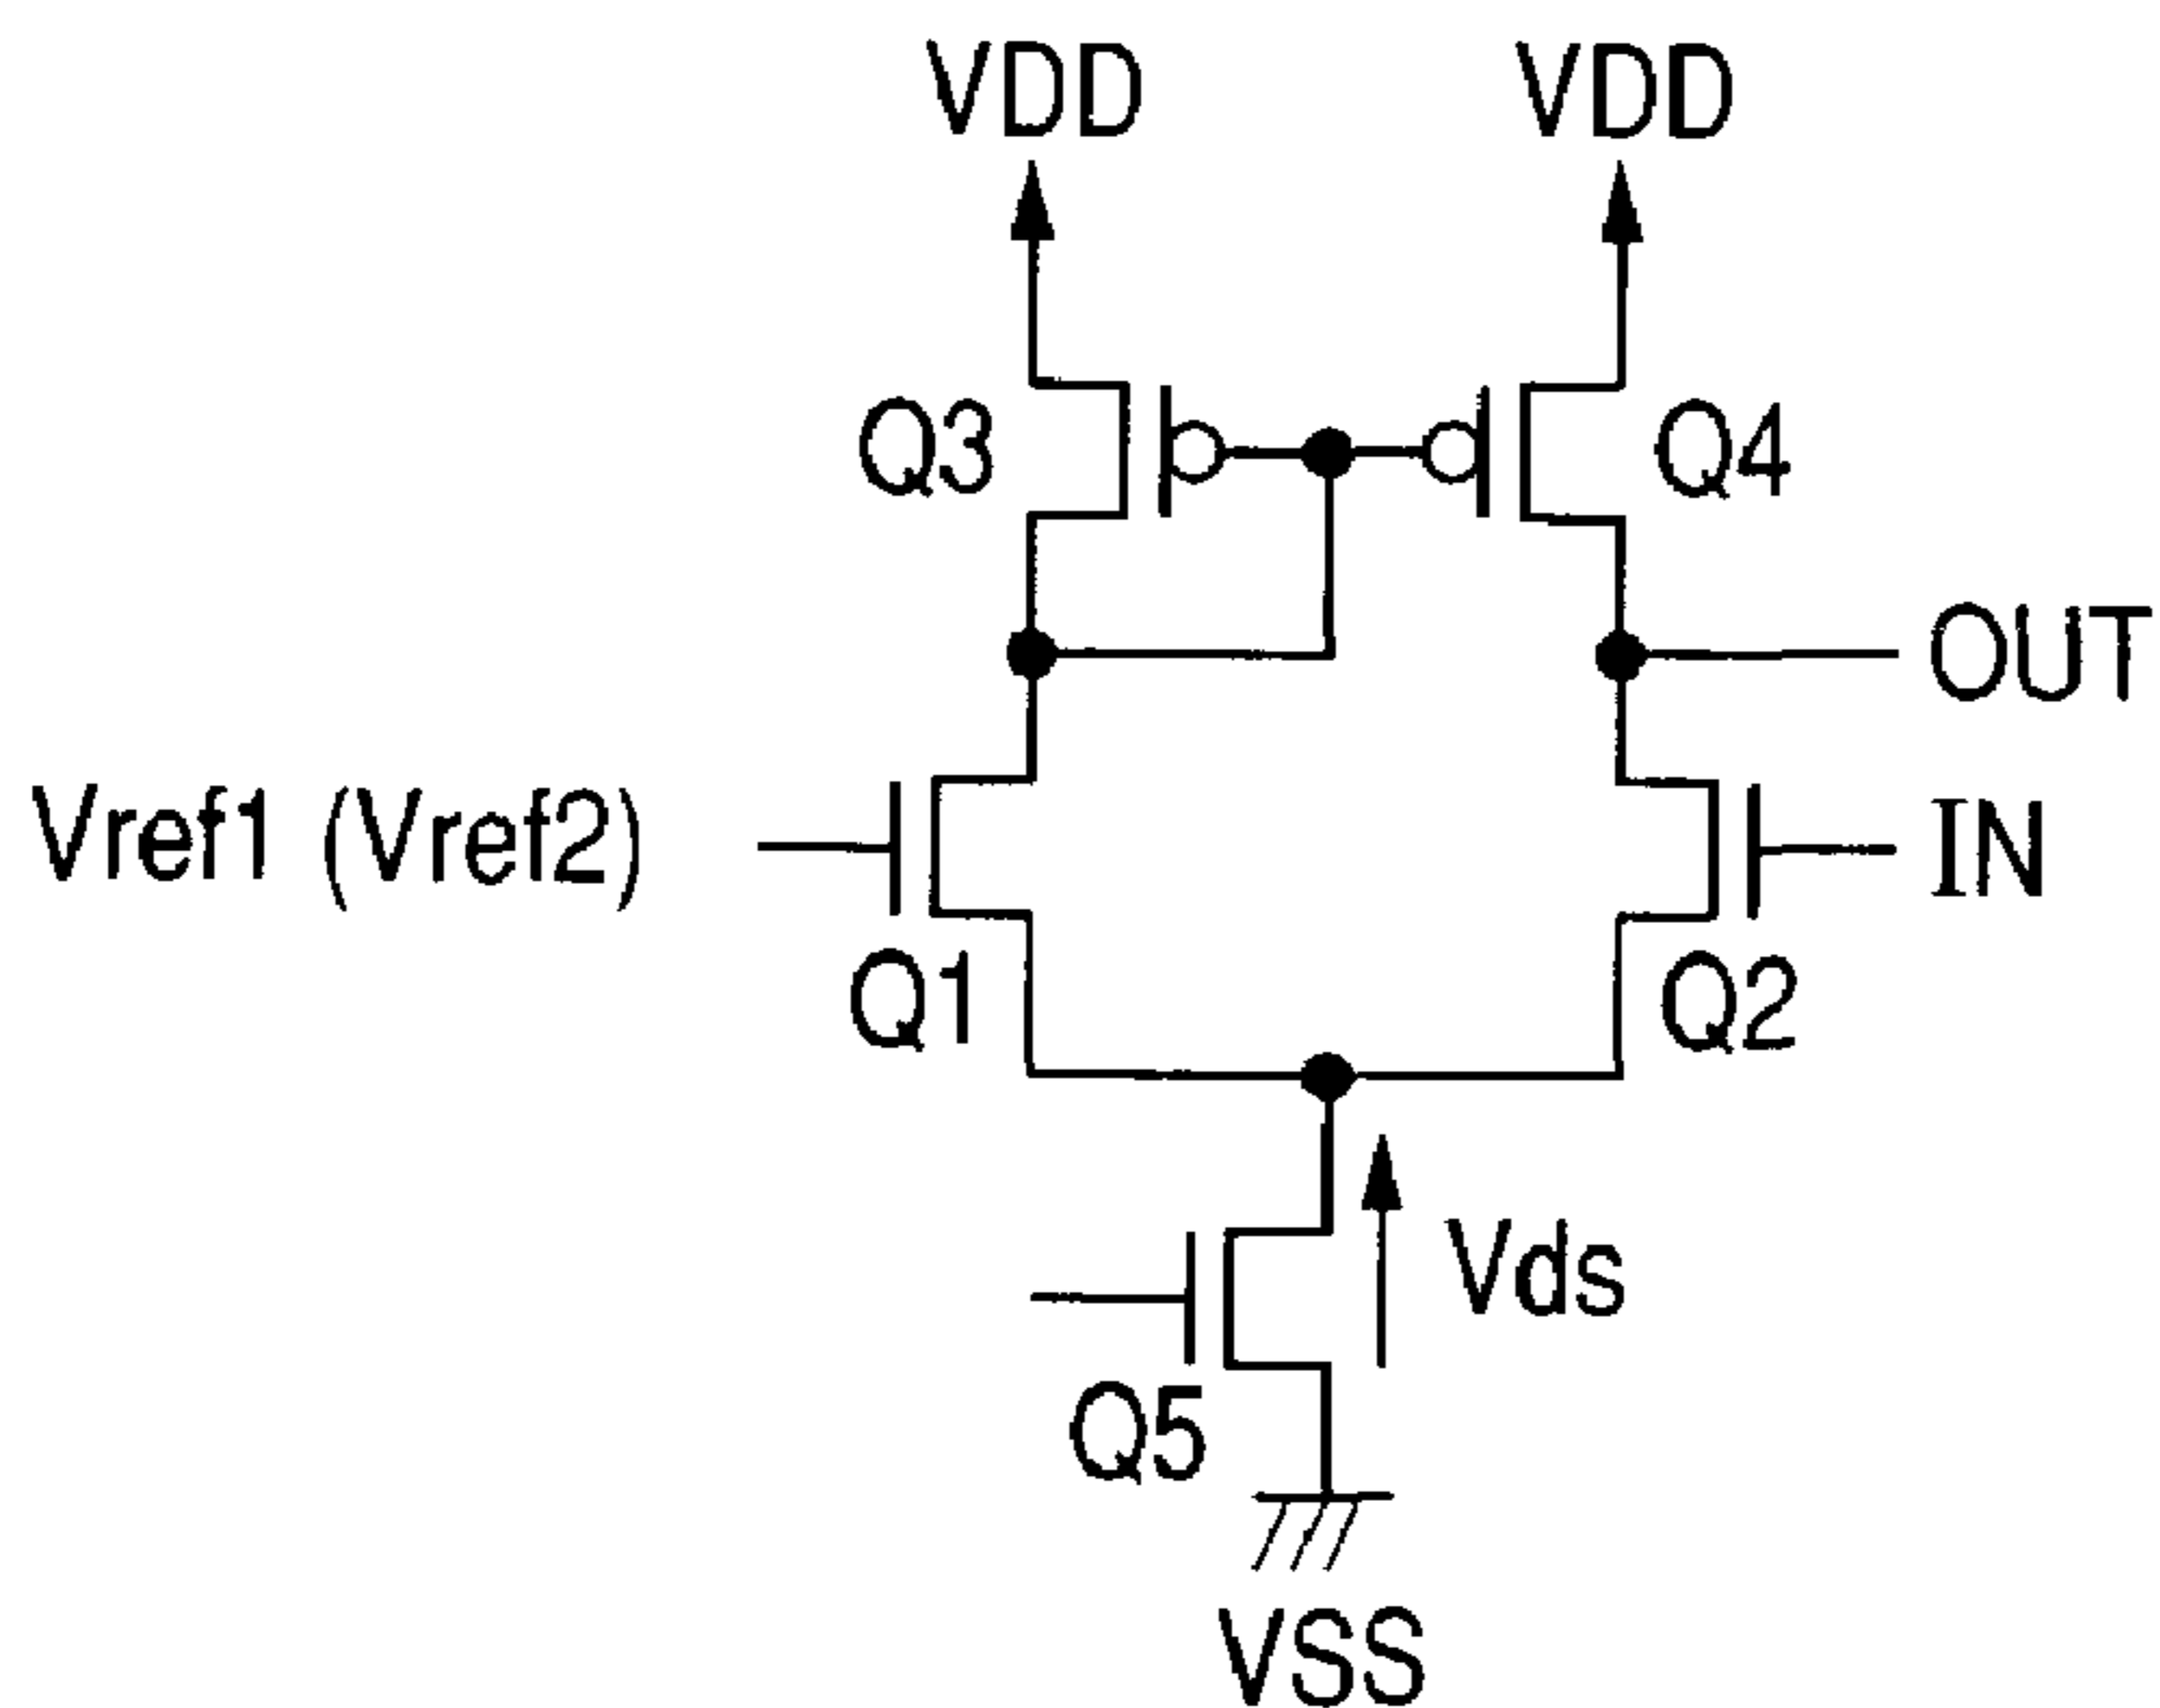 VDD
VDD
Q3
Q4
OUT
Vref1 (Vref2)
IN
Q1
Q2
Vds
Q5
VSS